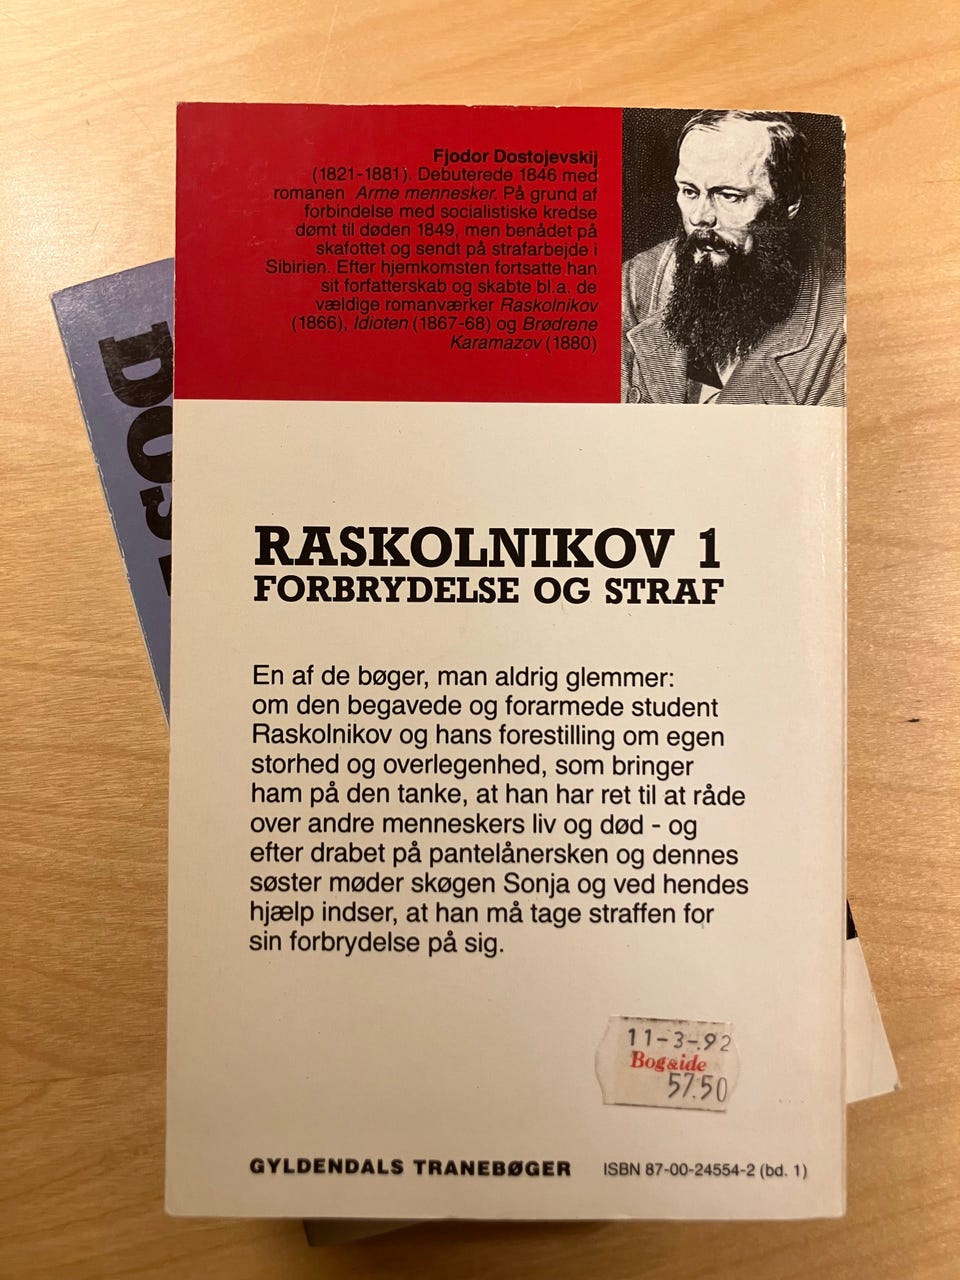 Fjodor Dostojevskij
(1821-1881). Debuterede 1846 med
romanen Arme mennesker. På grund af
forbindelse med socialistiske kredse
dømt til døden 1849, men benådet på
skafottet og sendt på strafarbejde i
Sibirien. Efter hjemkomsten fortsatte han
sit forfatterskab og skabte bl.a. de
vældige romanværker Raskolnikov
(1866), Idioten (1867-68) og Brødrene
Karamazov (1880)
RASKOLNIKOV 1
FORBRYDELSE OG STRAF
En af de bøger, man aldrig glemmer:
om den begavede og forarmede student
Raskolnikov og hans forestilling om egen
storhed og overlegenhed, som bringer
ham på den tanke, at han har ret til at råde
over andre menneskers liv og død - og
efter drabet på pantelånersken og dennes
søster møder skøgen Sonja og ved hendes
hjælp indser, at han må tage straffen for
sin forbrydelse på sig.
11-3-.92
Bog&ide
57.50
GYLDENDALS TRANEBØGER
ISBN 87-00-24554-2 (bd. 1)
DOS